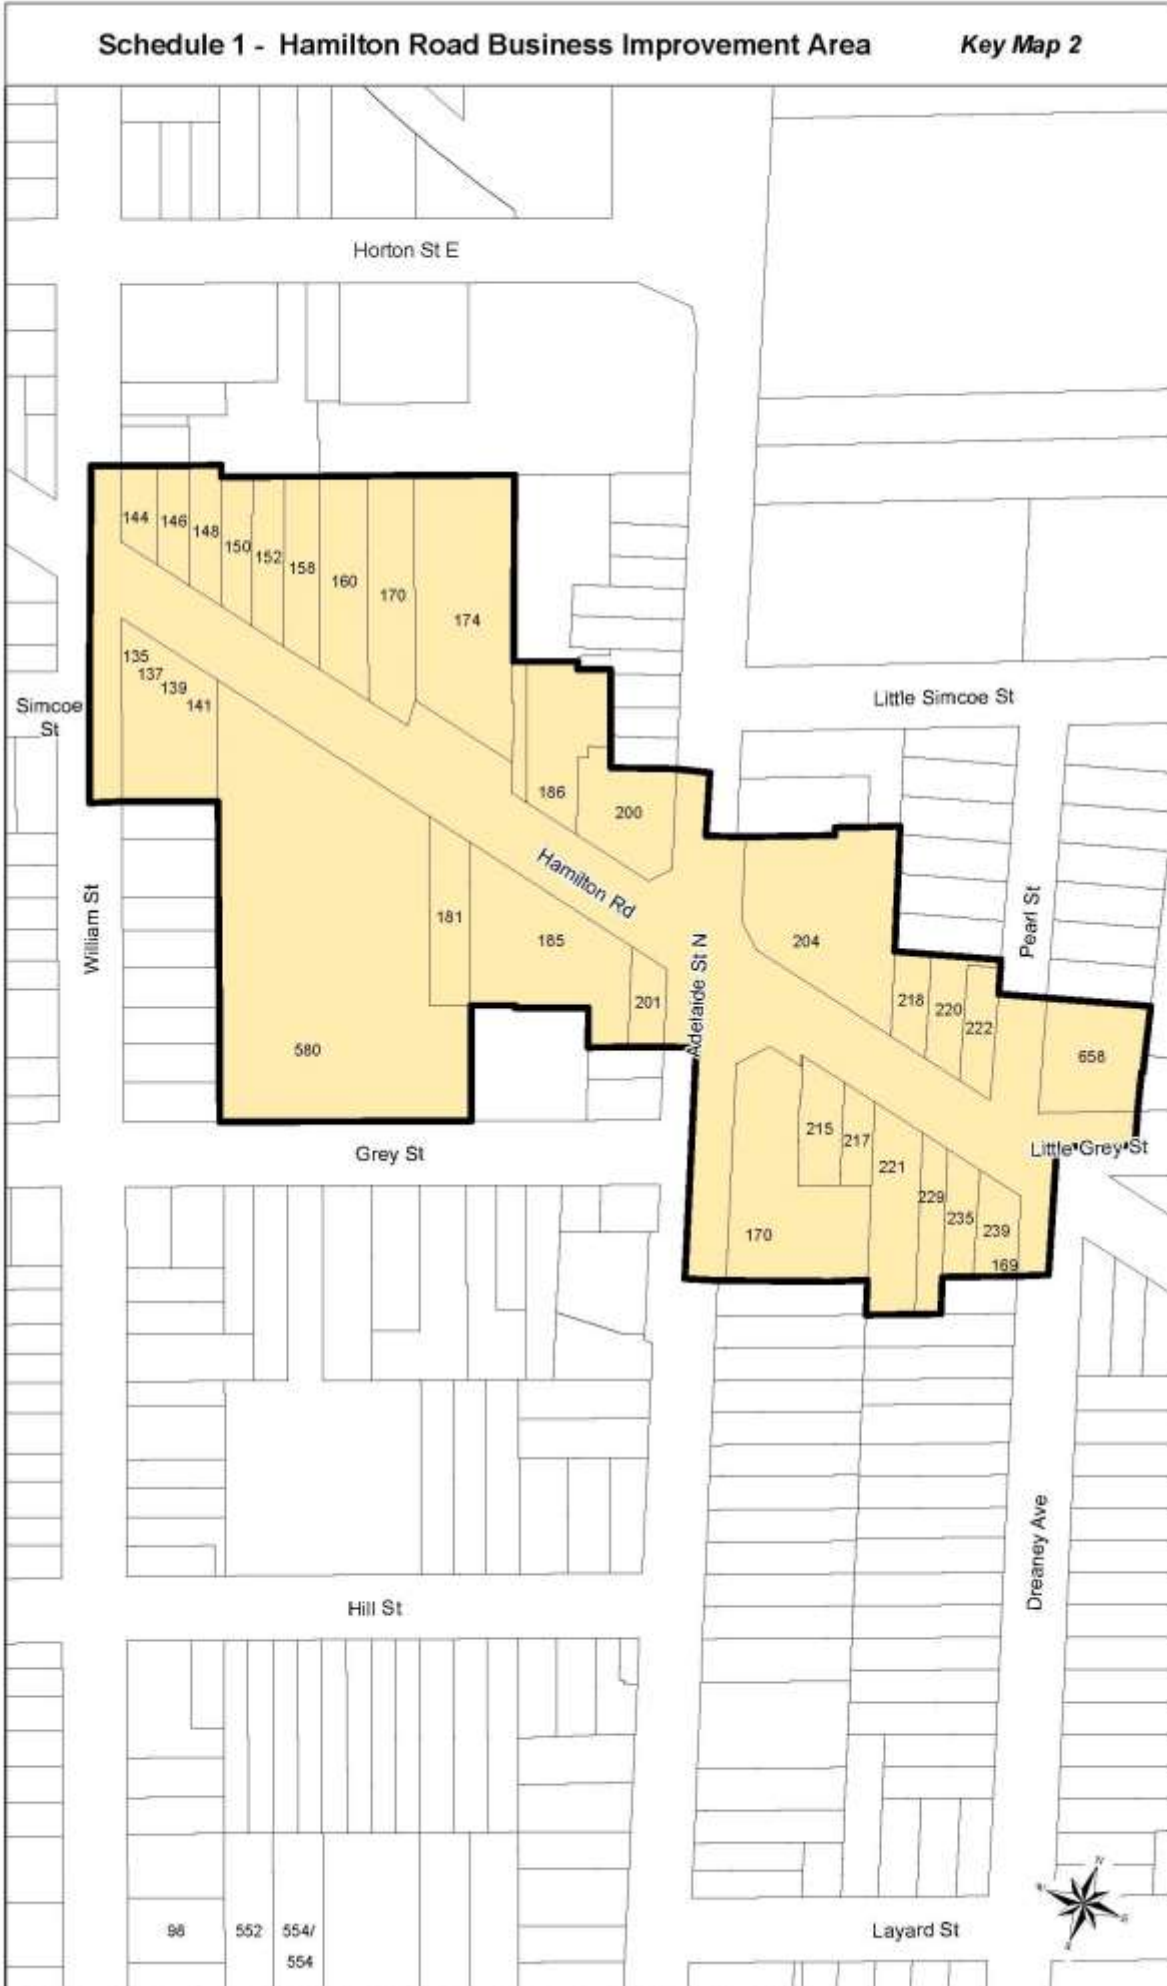 Schedule 1 - Hamilton Road Business Improvement Area
Key Map 2
Horton St E
144
146
148
150
152
158
160
170
174
135
137
139
141
Simcoe
St
Little Simcoe St
186
200
Hamilton Rd
181
185
201
William St
Adelaide St N
204
Pearl St
218
220
222
658
580
Grey St
215
217
221
229
235
239
169
170
Little Grey St
Hill St
Dreaney Ave
98
552
554/
554
Layard St
N